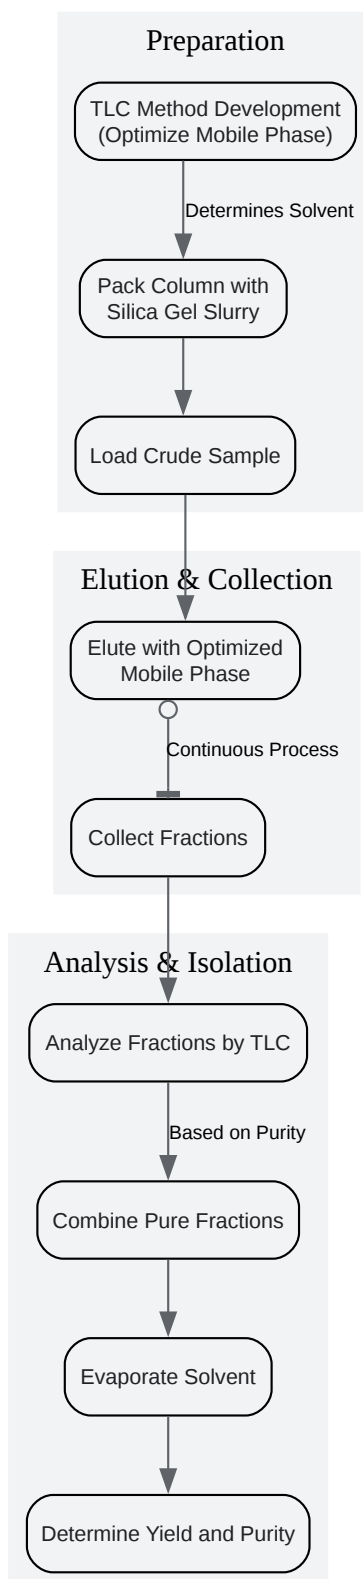 Preparation
TLC Method Development
(Optimize Mobile Phase)
Determines Solvent
Pack Column with
Silica Gel Slurry
Load Crude Sample
Elution & Collection
Elute with Optimized
Mobile Phase
Continuous Process
Collect Fractions
Analysis & Isolation
Analyze Fractions by TLC
Based on Purity
Combine Pure Fractions
Evaporate Solvent
Determine Yield and Purity